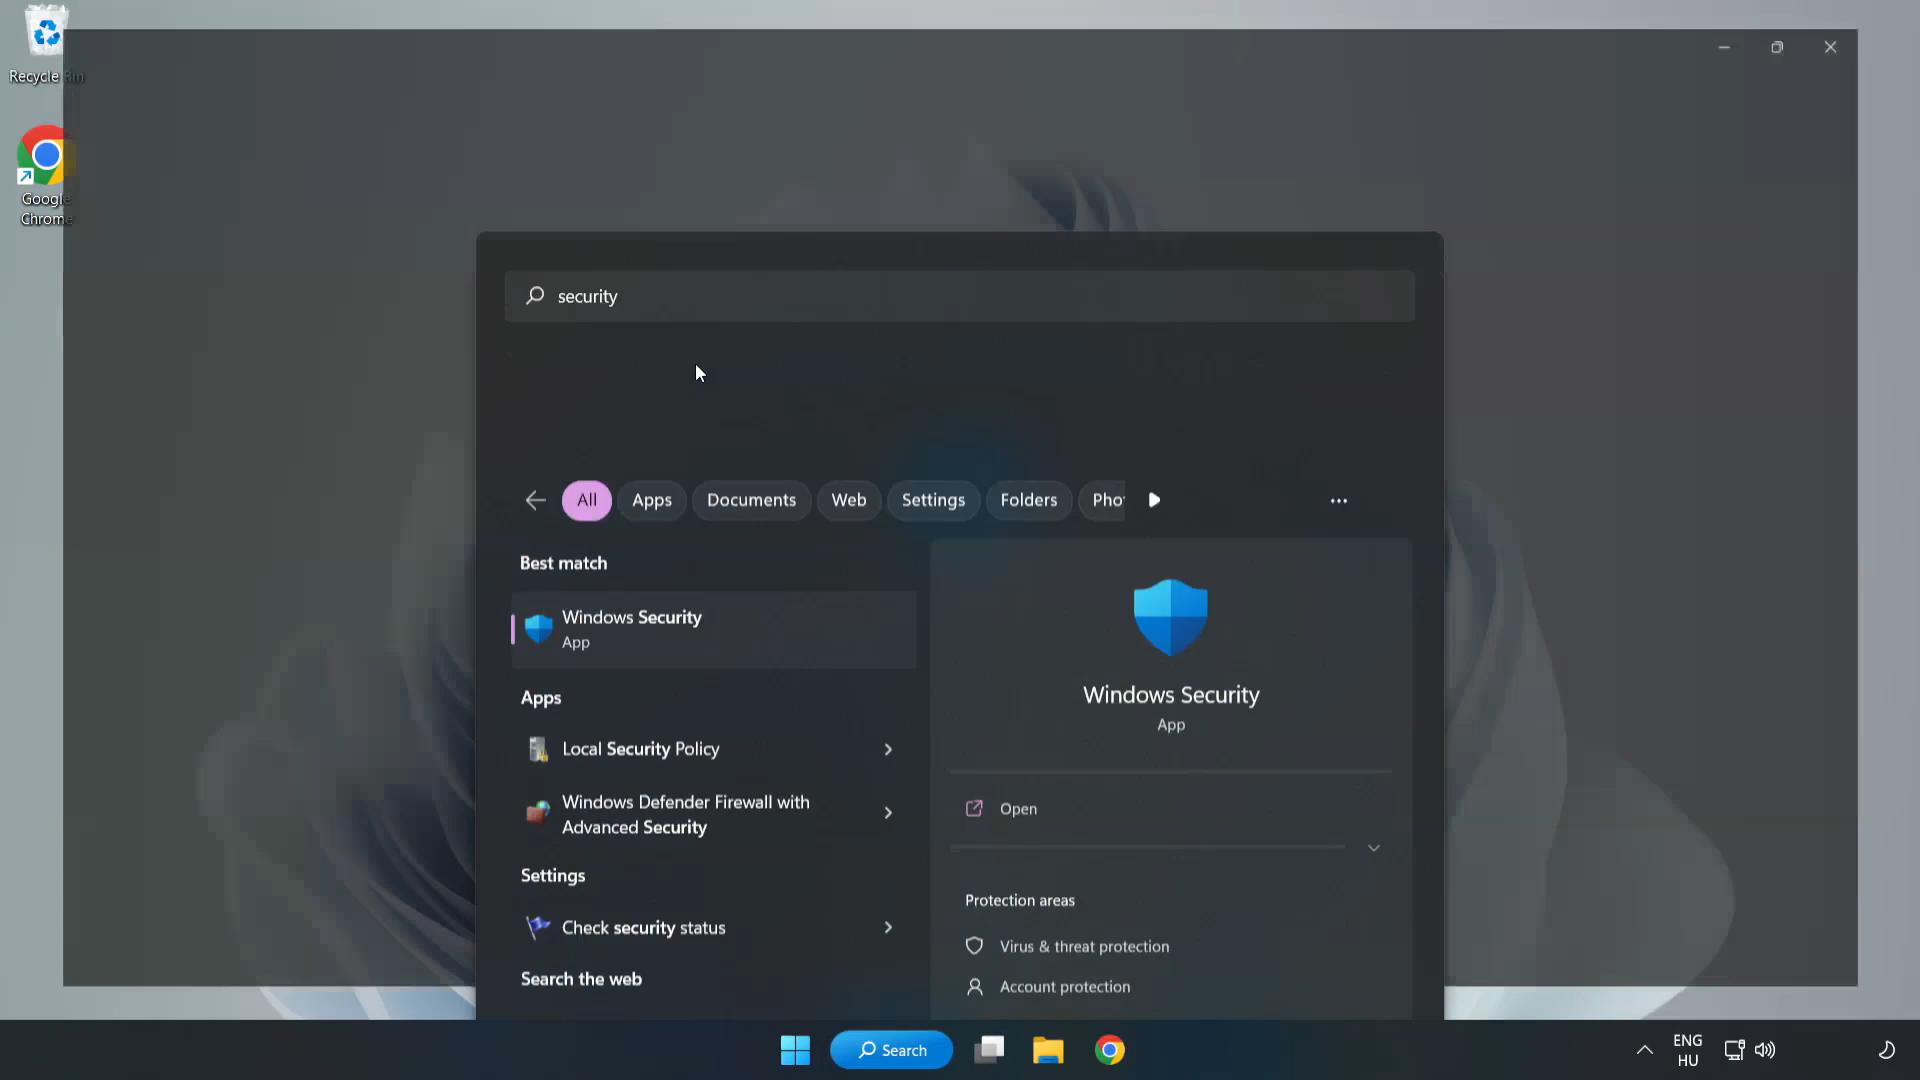 Recycle Bin
Google
Chrome
security
All
Apps
Documents
Web
Settings
Folders
Pho
Best match
Windows Security
App
Apps
Local Security Policy
Windows Defender Firewall with
Advanced Security
Settings
Check security status
Search the web
Windows Security
App
Open
Protection areas
Virus & threat protection
Account protection
Search
ENG
HU